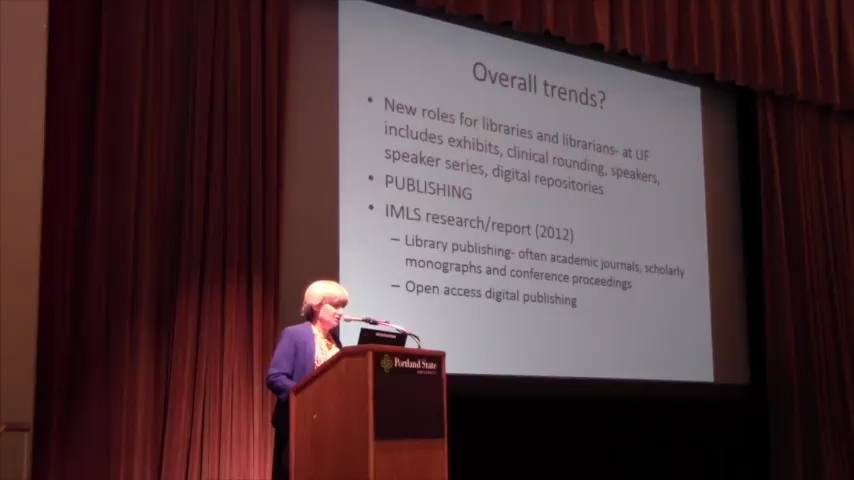 Overall trends?
• New roles for libraries and librarians- at UF
includes exhibits, clinical rounding, speakers,
speaker series, digital repositories
• PUBLISHING
• IMLS research/report (2012)
– Library publishing- often academic journals, scholarly
monographs and conference proceedings
– Open access digital publishing
Portland State
UNIVERSITY